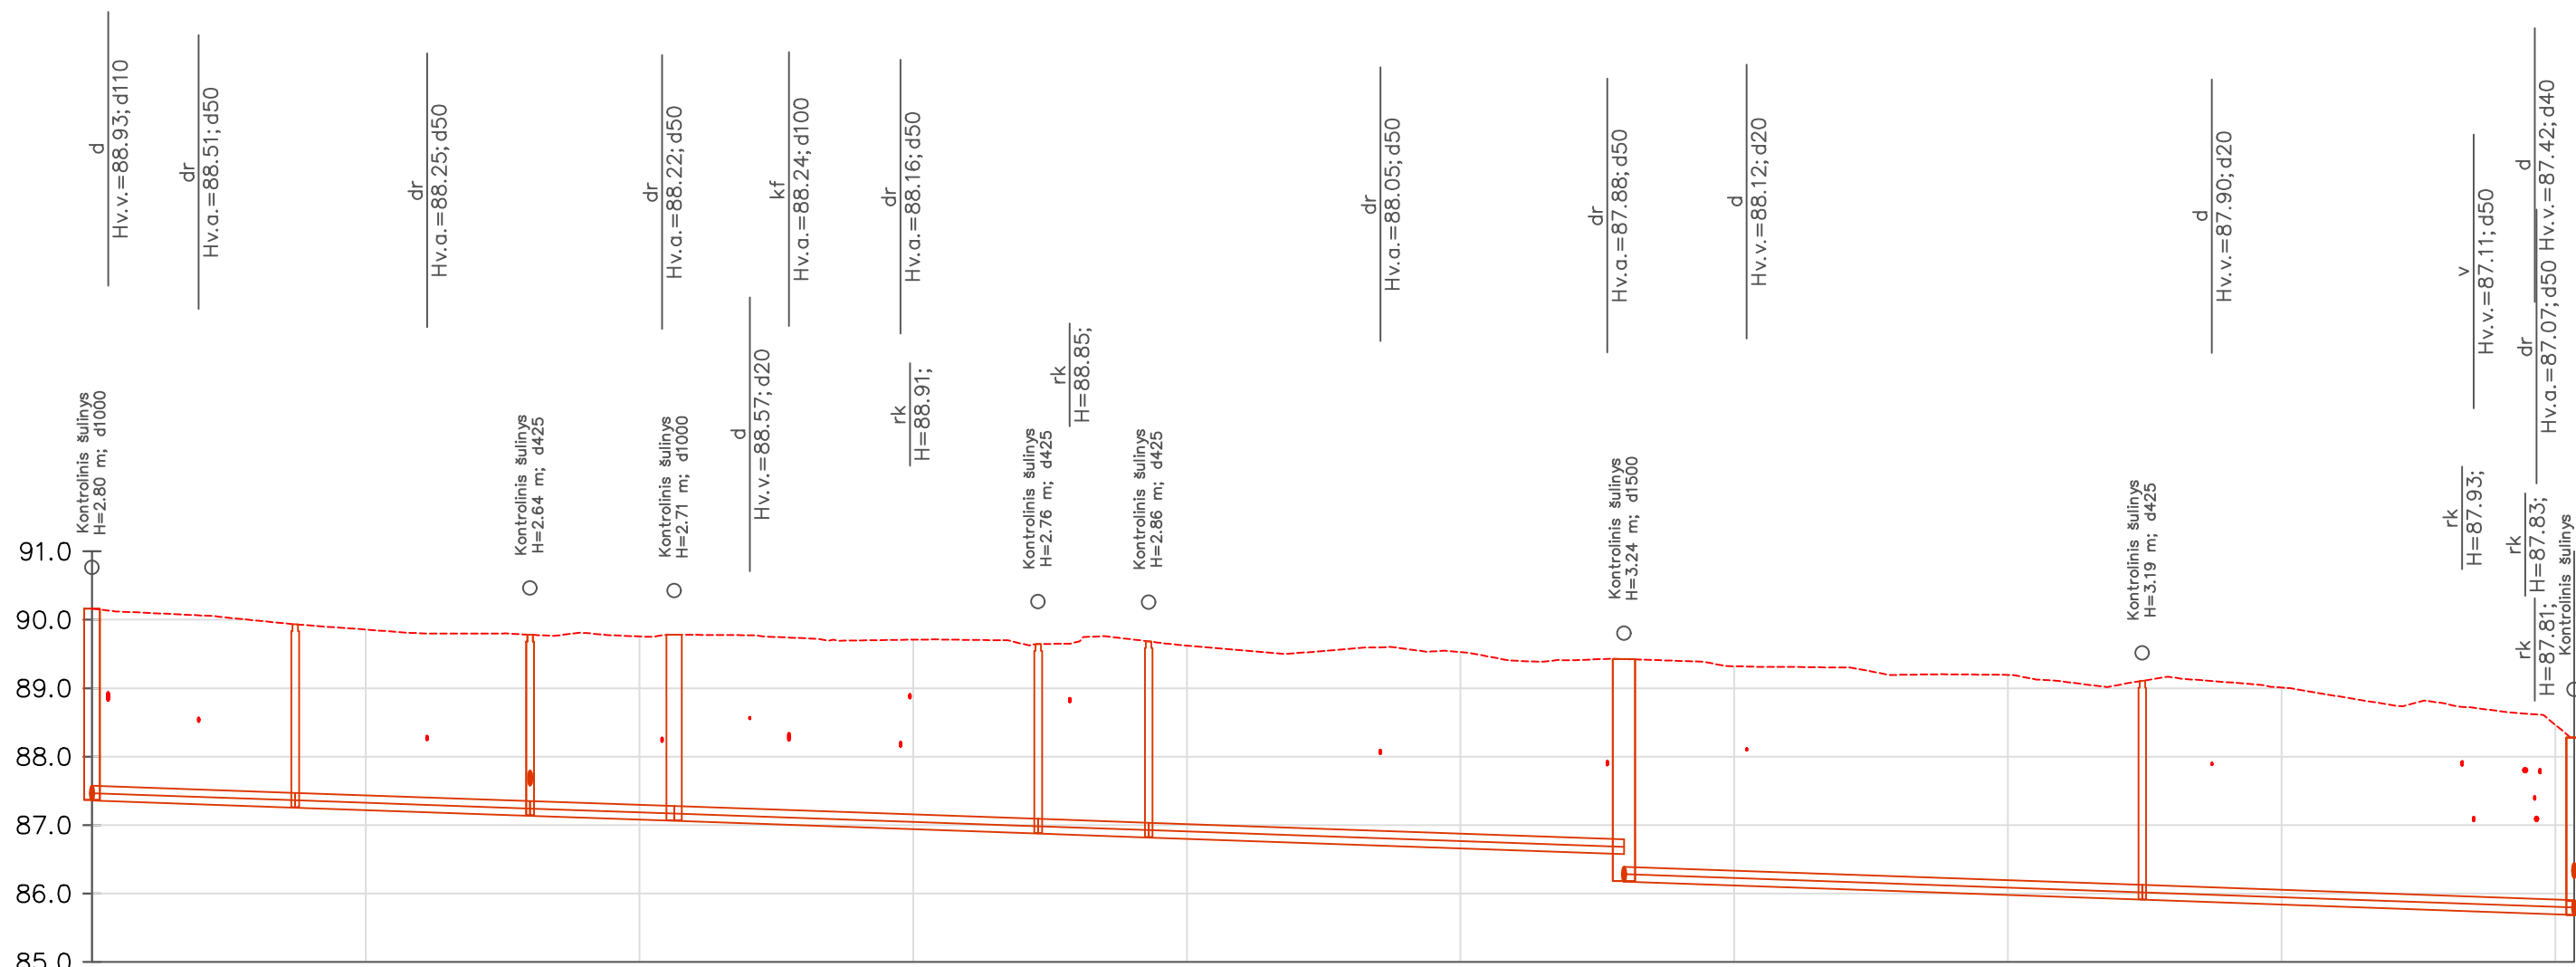 d
Hv.v.=88.93; d110
dr
Hv.a.=88.51; d50
dr
Hv.a.=88.25; d50
dr
Hv.a.=88.22; d50
d
Hv.v.=88.57; d20
kf
Hv.a.=88.24; d100
dr
Hv.a.=88.16; d50
rk
H=88.91;
rk
H=88.85;
dr
Hv.a.=88.05; d50
dr
Hv.a.=87.88; d50
d
Hv.v.=88.12; d20
d
Hv.v.=87.90; d20
v
Hv.v.=87.11; d50
d
Hv.v.=87.42; d40
dr
Hv.a.=87.07; d50
rk
H=87.93;
rk
H=87.83;
rk
H=87.81;
Kontrolinis šulinys
H=2.80 m; d1000
Kontrolinis šulinys
H=2.64 m; d425
Kontrolinis šulinys
H=2.71 m; d1000
Kontrolinis šulinys
H=2.76 m; d425
Kontrolinis šulinys
H=2.86 m; d425
Kontrolinis šulinys
H=3.24 m; d1500
Kontrolinis šulinys
H=3.19 m; d425
Kontrolinis šulinys
91.0
90.0
89.0
88.0
87.0
86.0
85.0